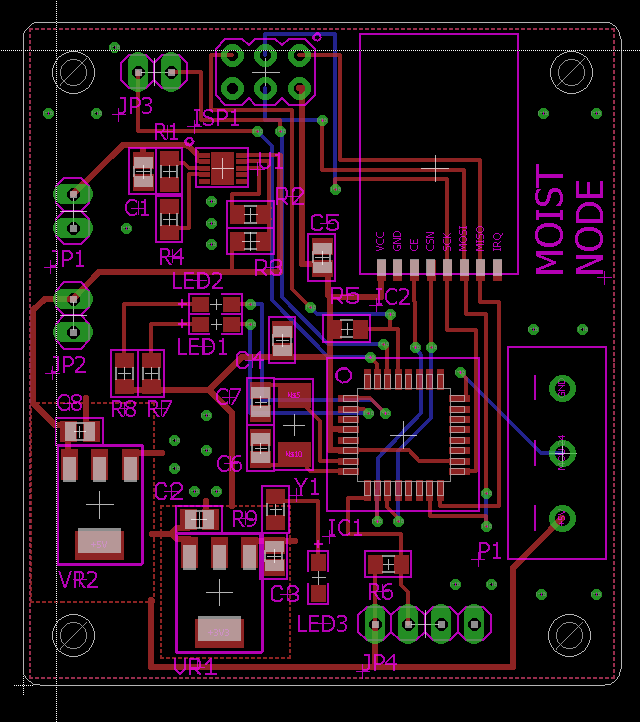 JP3
ISP1
R1
U1
C1
R4
R2
R3
C5
JP1
LED2
LED1
R5
IC2
VCC
GND
CE
CSN
SCK
MOSI
MISO
IRQ
MOIST
NODE
JP2
C4
R8
R7
C7
C8
C6
Y1
C2
R9
IC1
P1
VR2
C3
LED3
R6
VR1
JP4